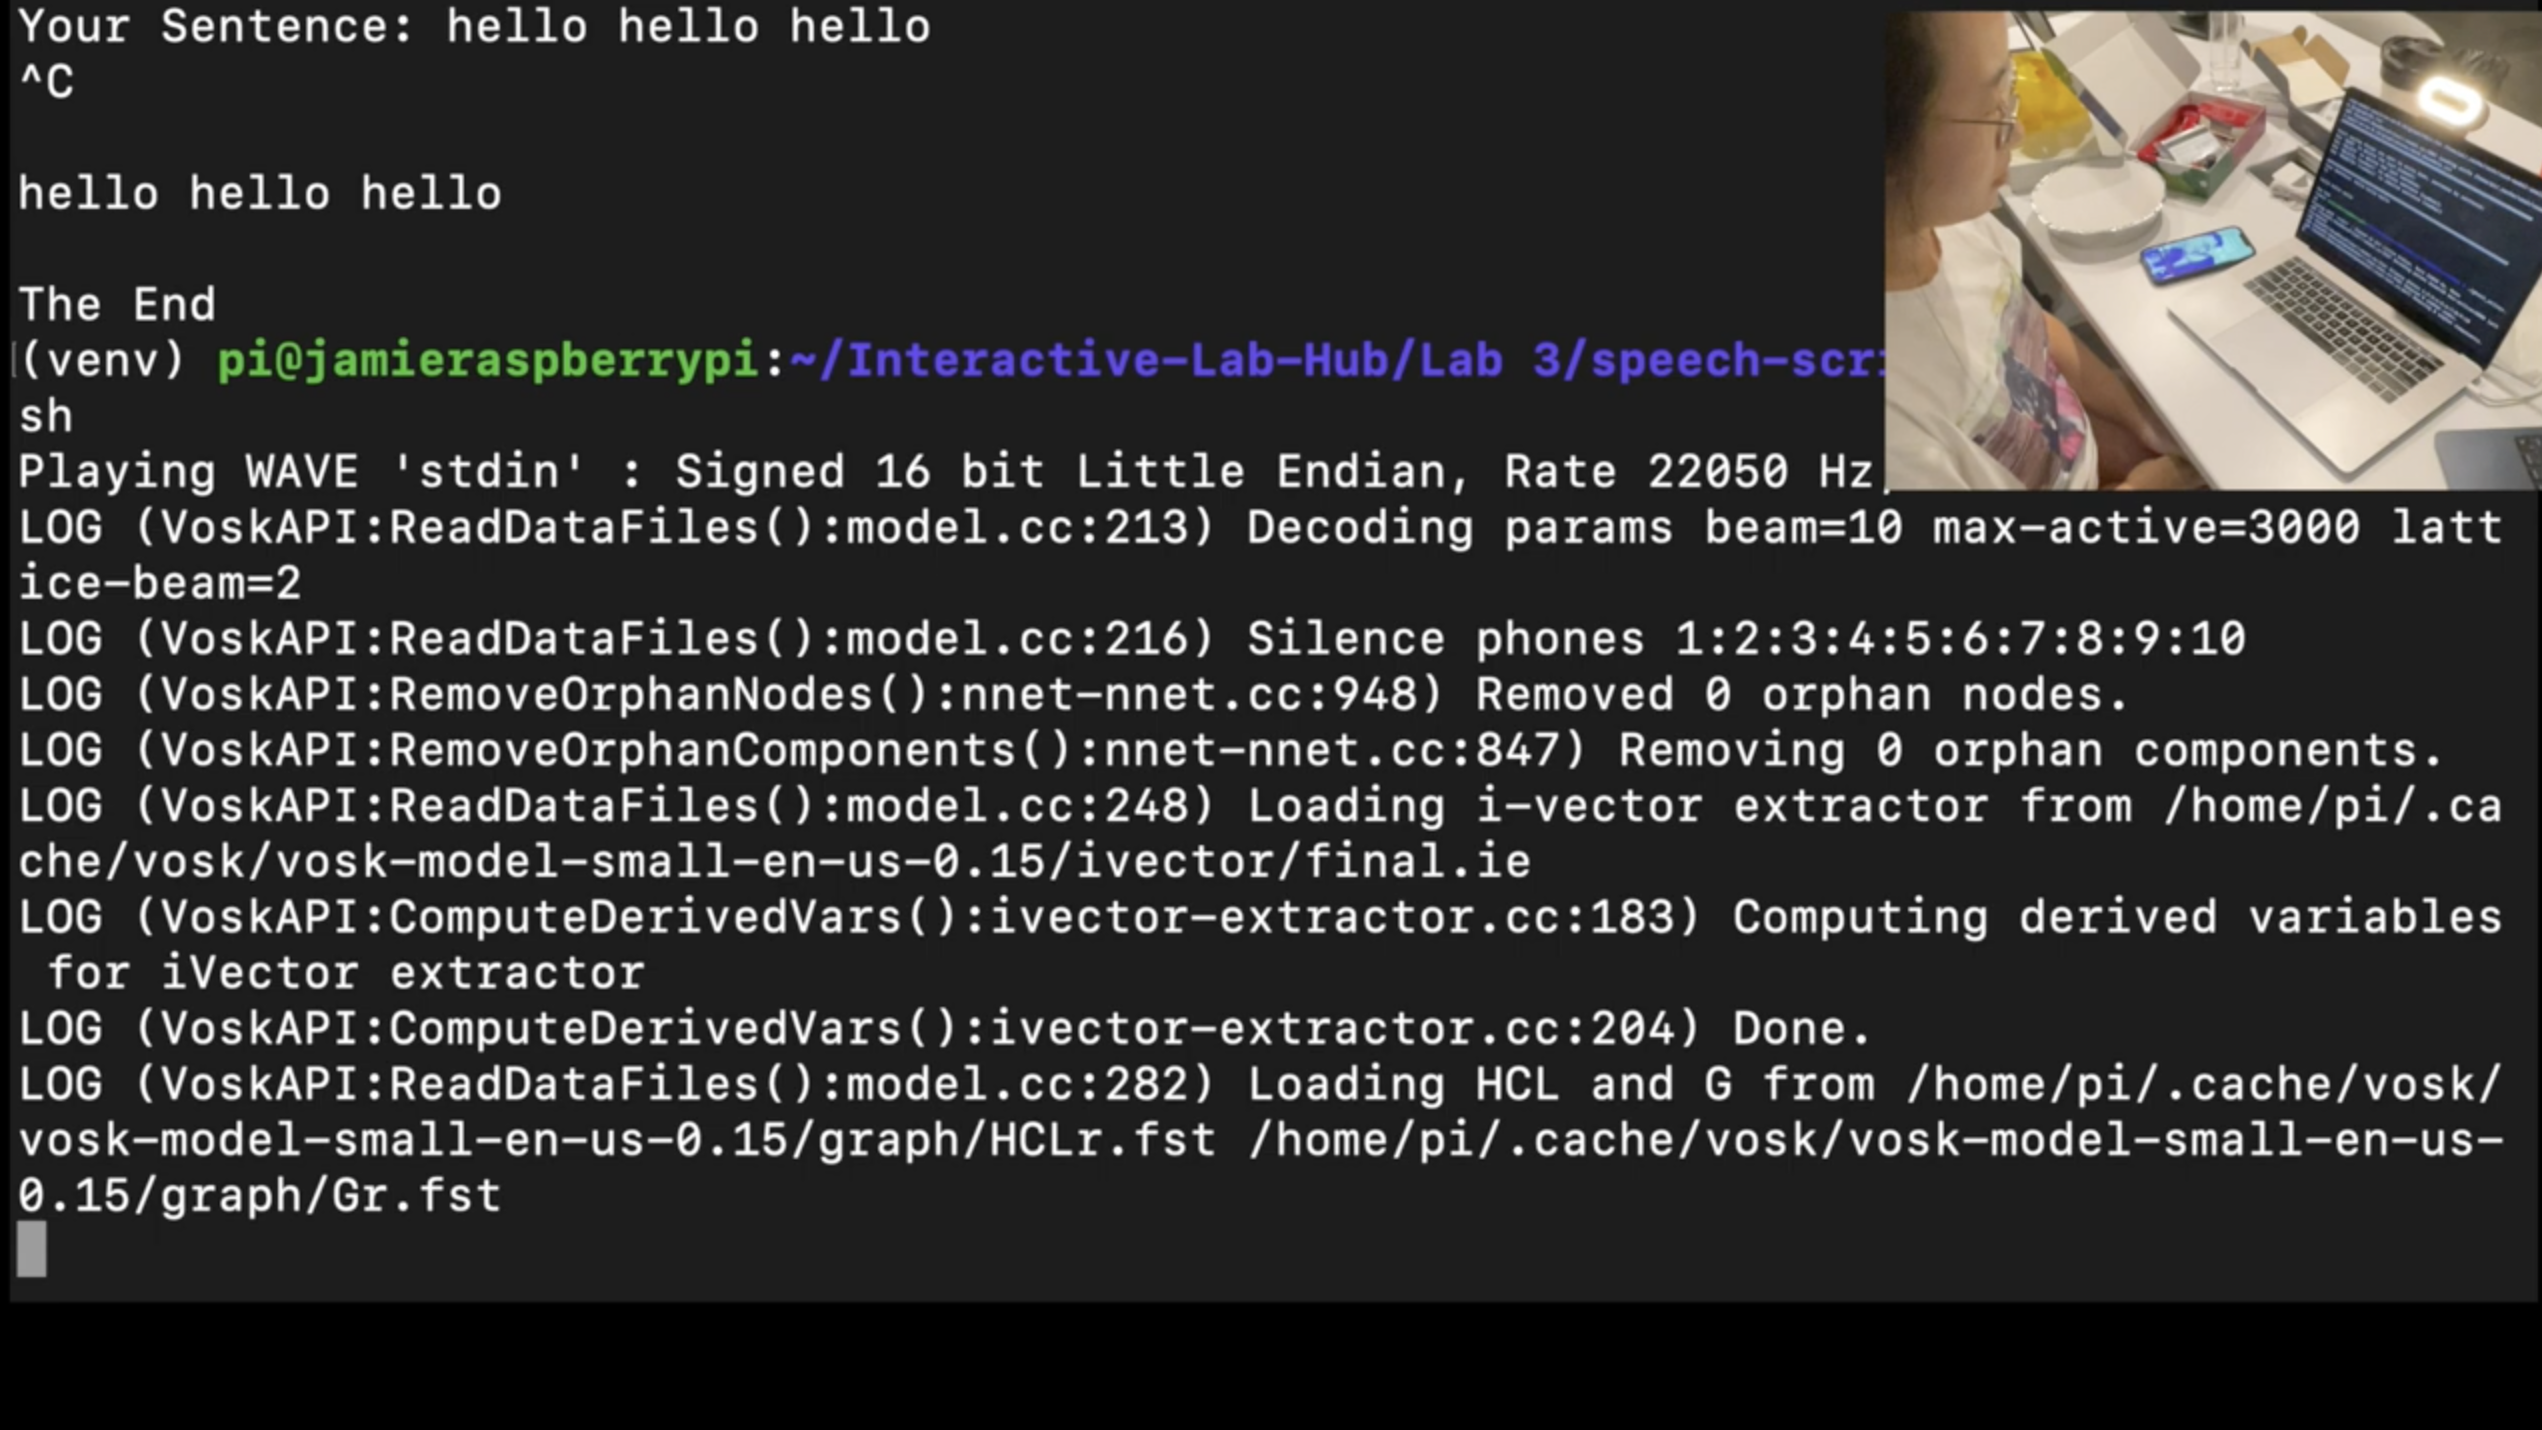 Your Sentence: hello hello hello
^C
hello hello hello
The End
(venv) pi@jamieraspberrypi:~/Interactive-Lab-Hub/Lab 3/speech-scri
sh
Playing WAVE 'stdin' : Signed 16 bit Little Endian, Rate 22050 Hz,
LOG (VoskAPI:ReadDataFiles():model.cc:213) Decoding params beam=10 max-active=3000 latt
ice-beam=2
LOG (VoskAPI:ReadDataFiles():model.cc:216) Silence phones 1:2:3:4:5:6:7:8:9:10
LOG (VoskAPI:RemoveOrphanNodes():nnet-nnet.cc:948) Removed 0 orphan nodes.
LOG (VoskAPI:RemoveOrphanComponents():nnet-nnet.cc:847) Removing 0 orphan components.
LOG (VoskAPI:ReadDataFiles():model.cc:248) Loading i-vector extractor from /home/pi/.ca
che/vosk/vosk-model-small-en-us-0.15/ivector/final.ie
LOG (VoskAPI:ComputeDerivedVars():ivector-extractor.cc:183) Computing derived variables
 for iVector extractor
LOG (VoskAPI:ComputeDerivedVars():ivector-extractor.cc:204) Done.
LOG (VoskAPI:ReadDataFiles():model.cc:282) Loading HCL and G from /home/pi/.cache/vosk/
vosk-model-small-en-us-0.15/graph/HCLr.fst /home/pi/.cache/vosk/vosk-model-small-en-us-
0.15/graph/Gr.fst